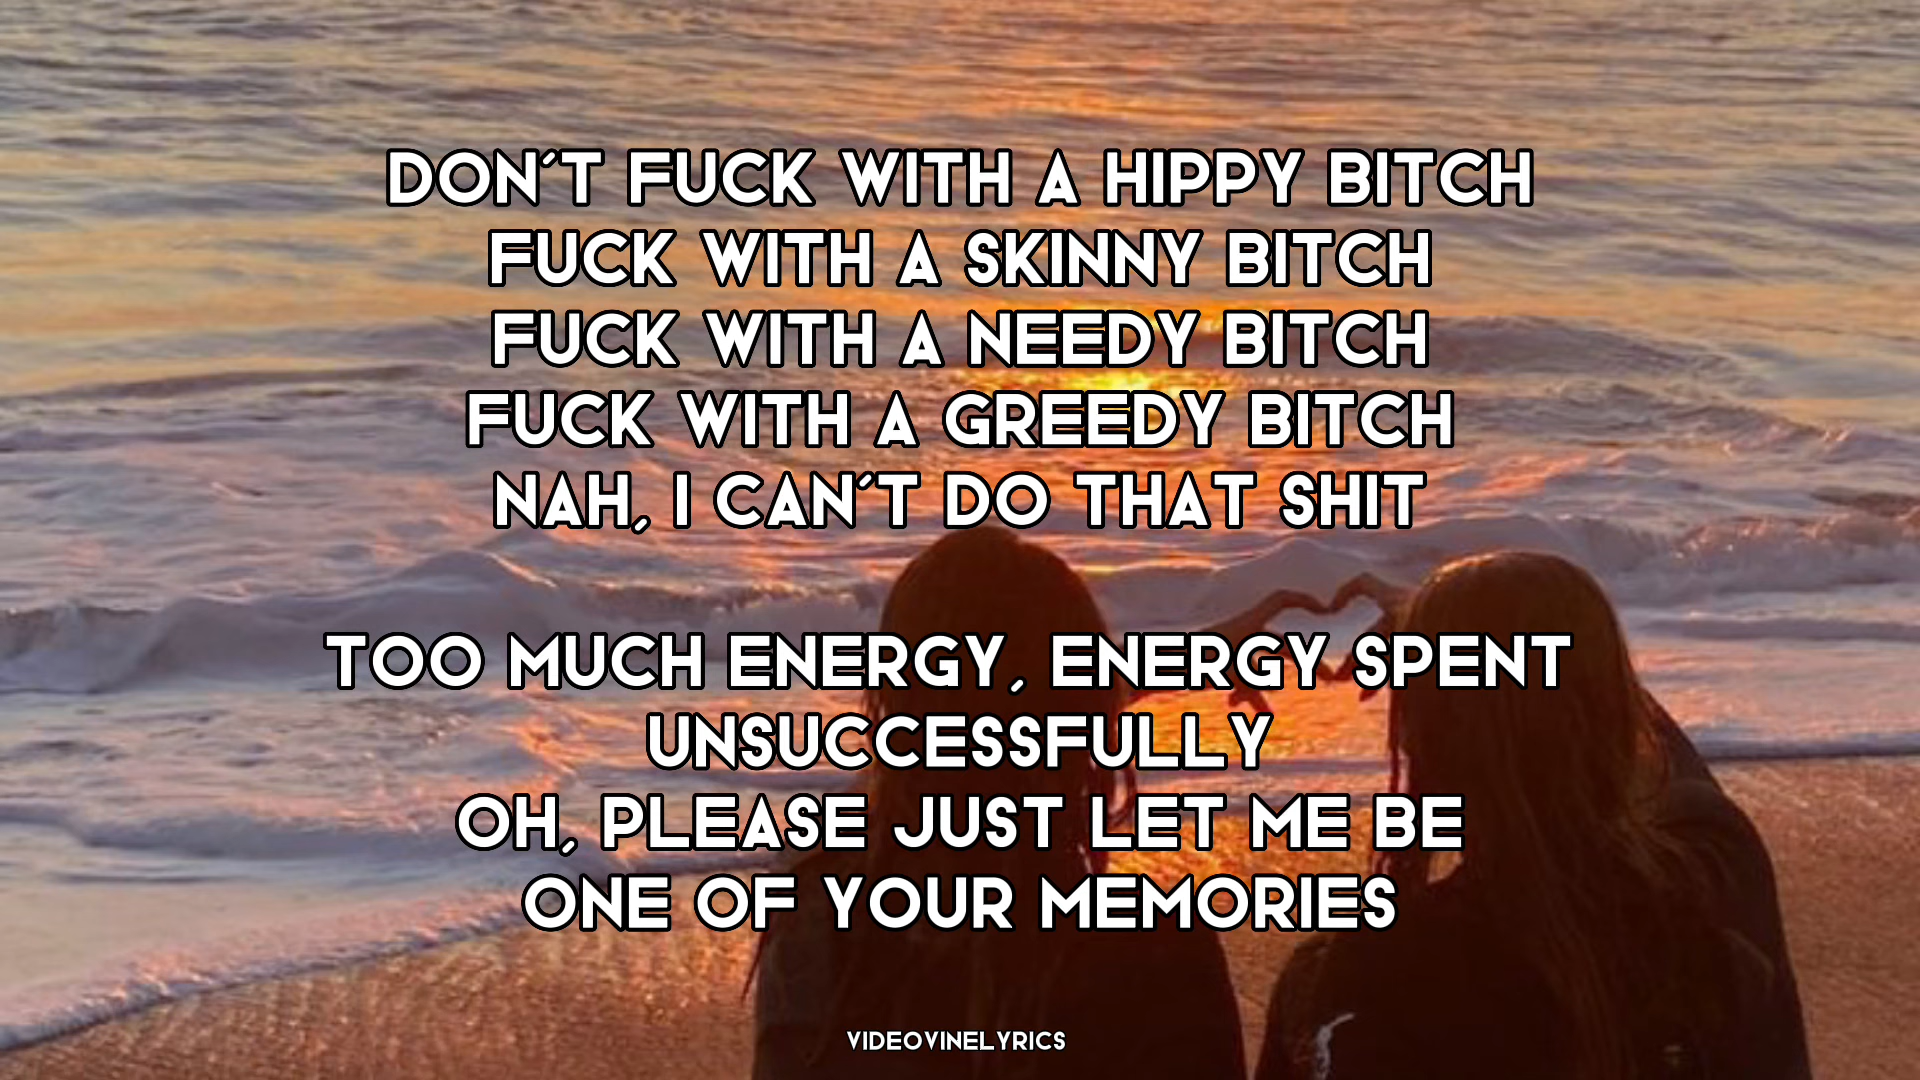 DON´T FUCK WITH A HIPPY BITCH
FUCK WITH A SKINNY BITCH
FUCK WITH A NEEDY BITCH
FUCK WITH A GREEDY BITCH
NAH, I CAN´T DO THAT SHIT
TOO MUCH ENERGY, ENERGY SPENT
UNSUCCESSFULLY
OH, PLEASE JUST LET ME BE
ONE OF YOUR MEMORIES
VIDEOVINELYRICS